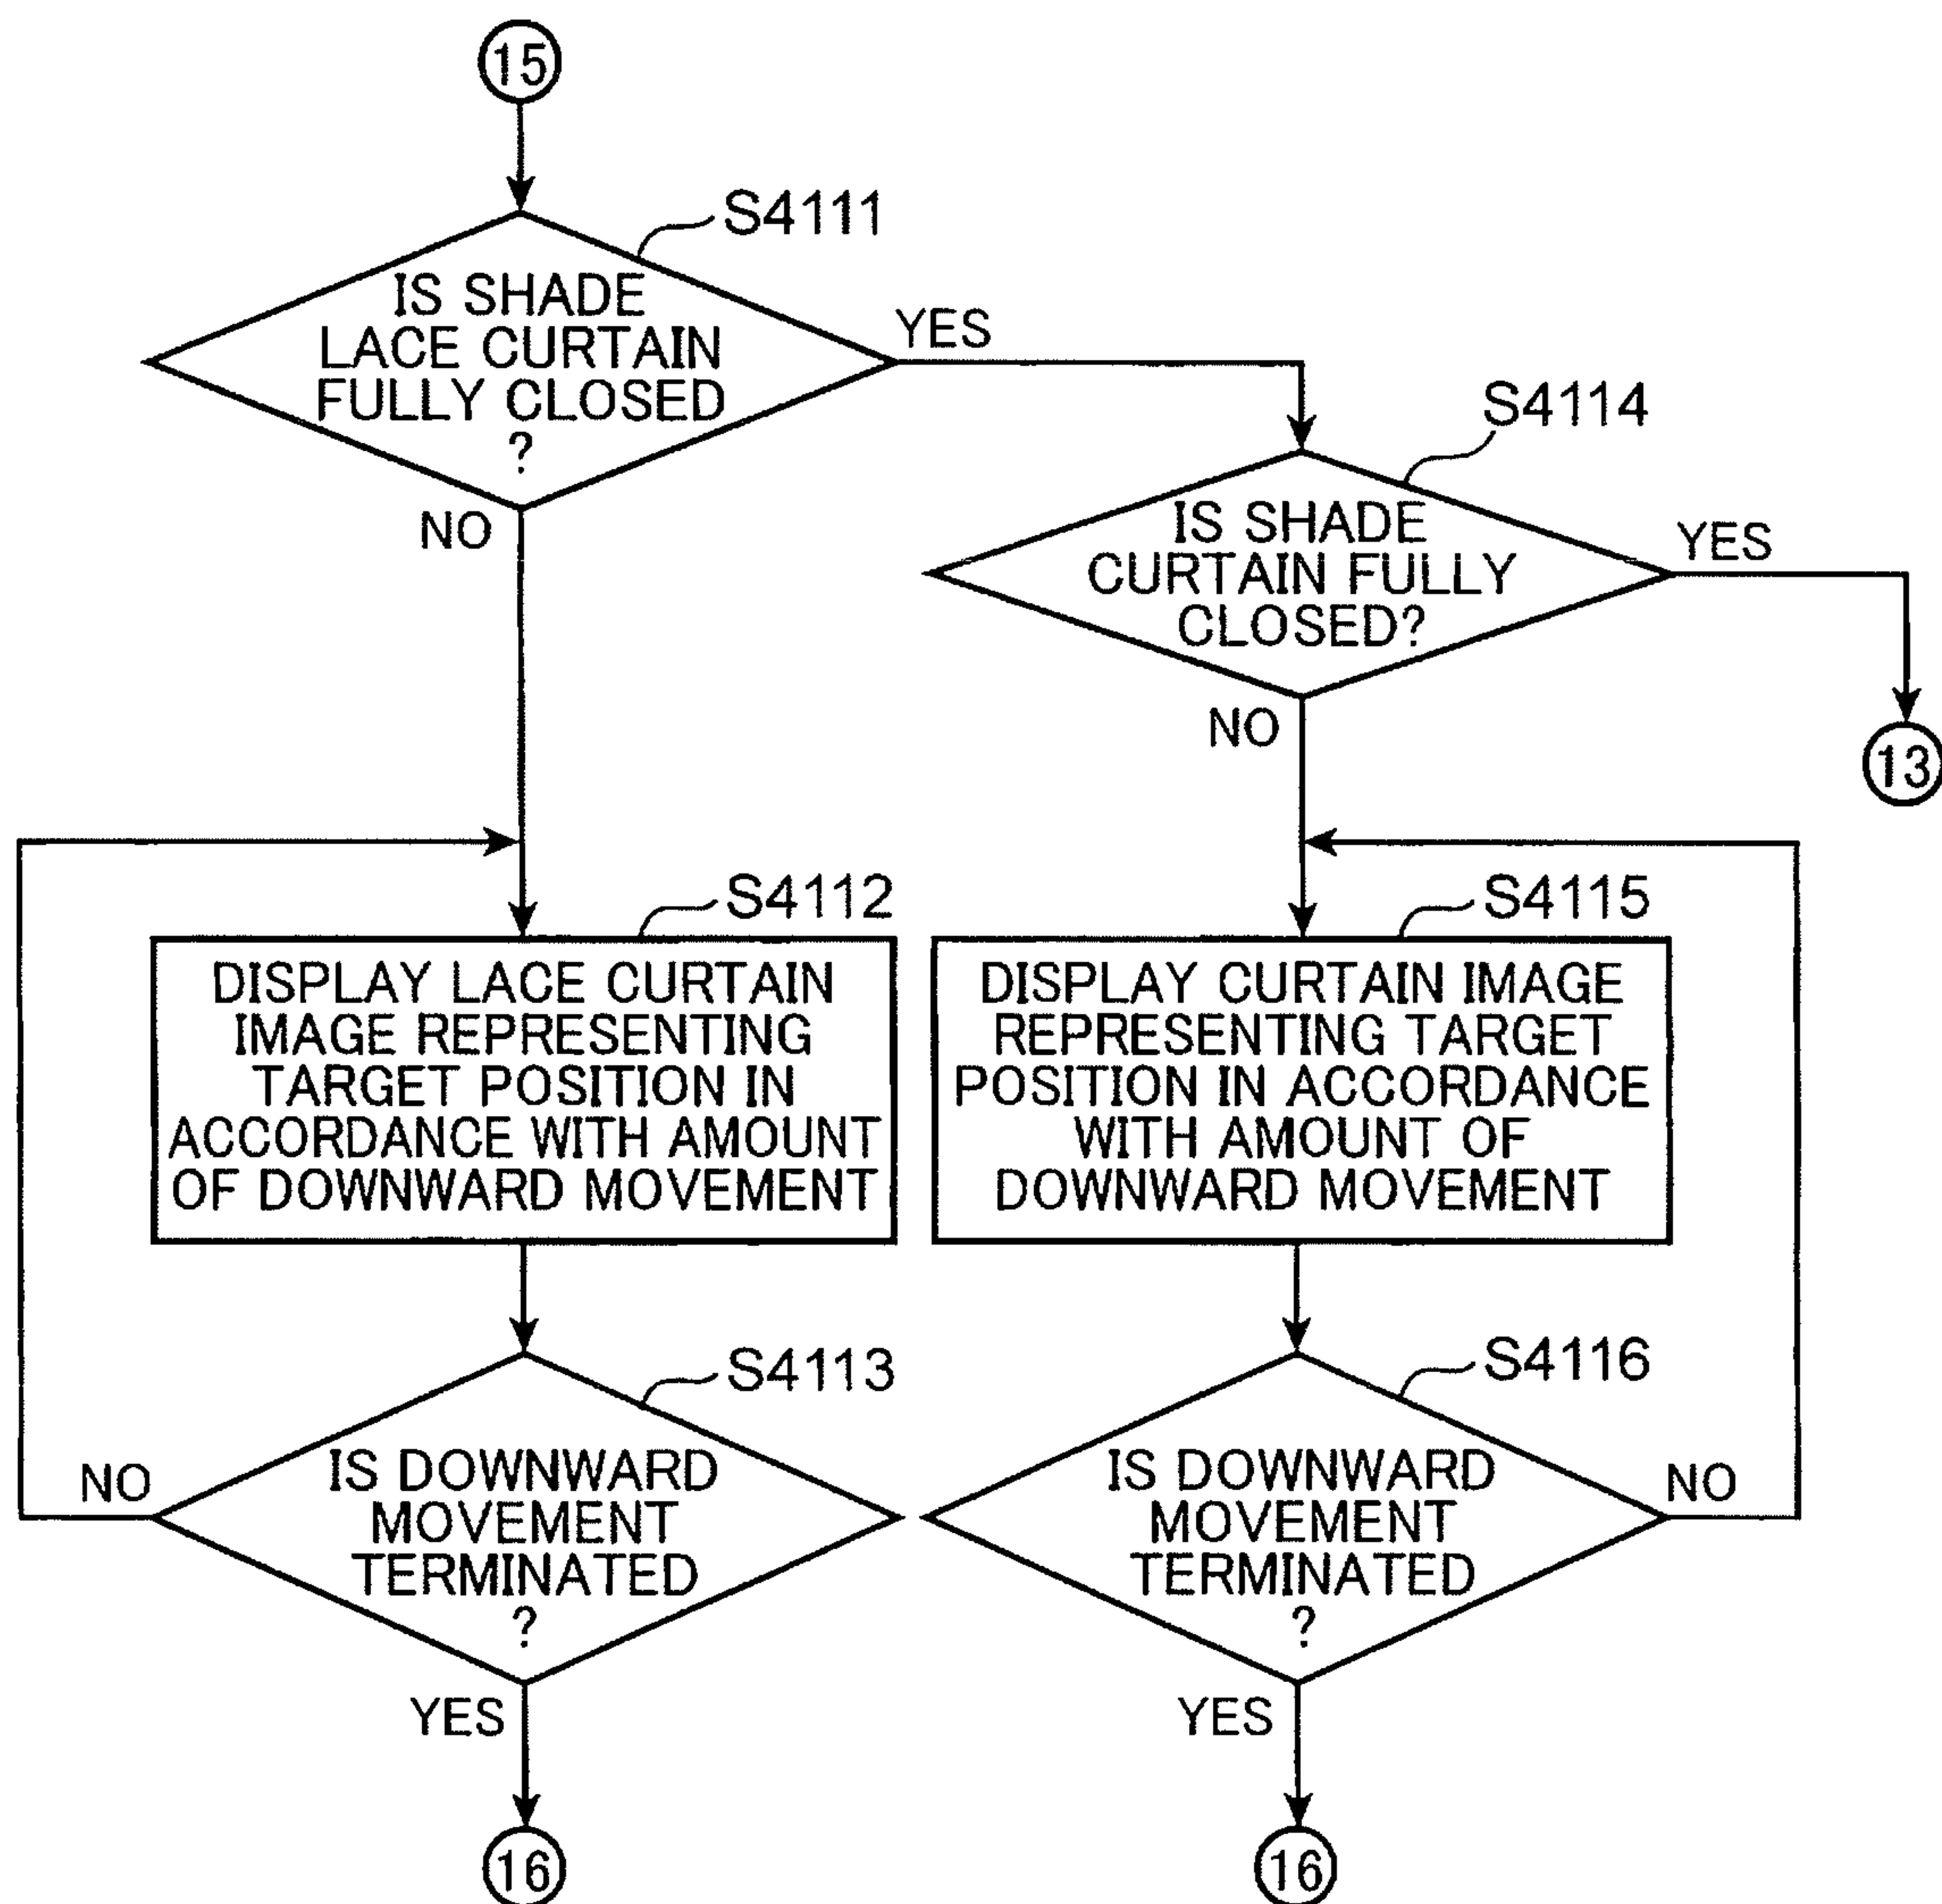 15
S4111
IS SHADE
LACE CURTAIN
FULLY CLOSED
?
YES
NO
S4114
IS SHADE
CURTAIN FULLY
CLOSED?
YES
NO
13
S4112
DISPLAY LACE CURTAIN
IMAGE REPRESENTING
TARGET POSITION IN
ACCORDANCE WITH AMOUNT
OF DOWNWARD MOVEMENT
S4115
DISPLAY CURTAIN IMAGE
REPRESENTING TARGET
POSITION IN ACCORDANCE
WITH AMOUNT OF
DOWNWARD MOVEMENT
S4113
IS DOWNWARD
MOVEMENT
TERMINATED
?
NO
YES
16
S4116
IS DOWNWARD
MOVEMENT
TERMINATED
?
NO
YES
16